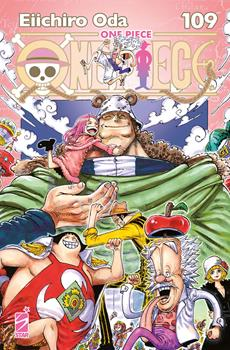 Eiichiro Oda 109
ONE PIECE
ONE PIECE
STAR